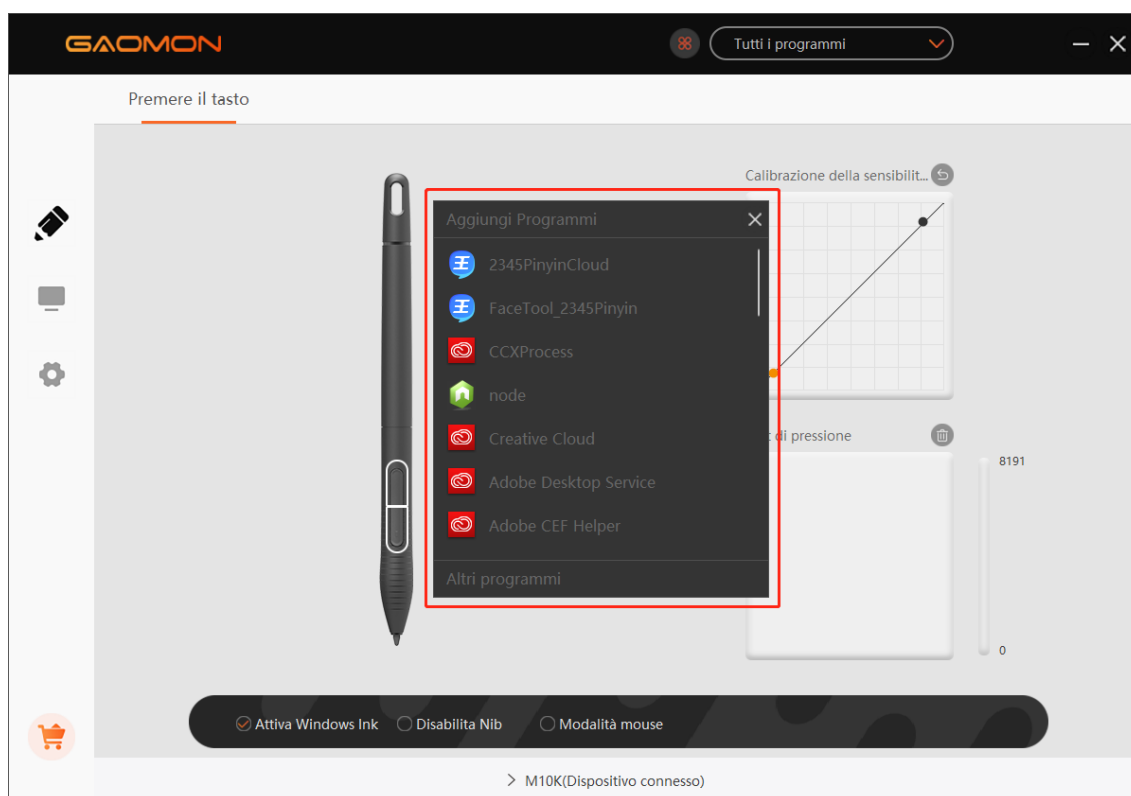 GAOMON
Tutti i programmi
Premere il tasto
Calibrazione della sensibilit...
Aggiungi Programmi
2345PinyinCloud
FaceTool_2345Pinyin
CCXProcess
node
Creative Cloud
Adobe Desktop Service
Adobe CEF Helper
Altri programmi
di pressione
8191
0
Attiva Windows Ink
Disabilita Nib
Modalità mouse
M10K(Dispositivo connesso)